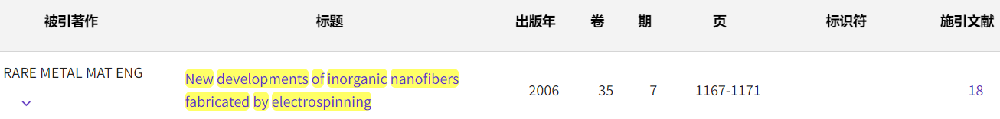 被引著作 标题 出版年 卷 期 页 标识符 施引文献
RARE METAL MAT ENG
New developments of inorganic nanofibers
fabricated by electrospinning
2006 35 7 1167-1171 18